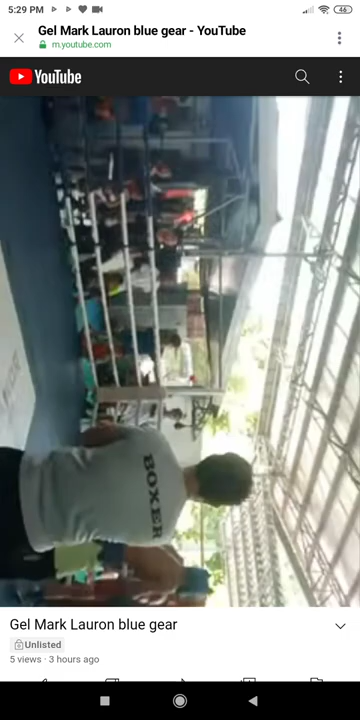 5:29 PM
46
Gel Mark Lauron blue gear - YouTube
m.youtube.com
YouTube
BOXER
Gel Mark Lauron blue gear
Unlisted
5 views · 3 hours ago